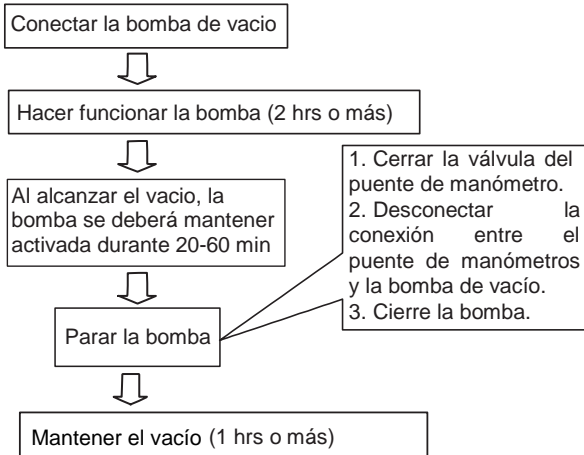 Conectar la bomba de vacio
Hacer funcionar la bomba (2 hrs o más)
Al alcanzar el vacio, la
bomba se deberá mantener
activada durante 20-60 min
Parar la bomba
1. Cerrar la válvula del
puente de manómetro.
2. Desconectar la
conexión entre el
puente de manómetros
y la bomba de vacío.
3. Cierre la bomba.
Mantener el vacío (1 hrs o más)